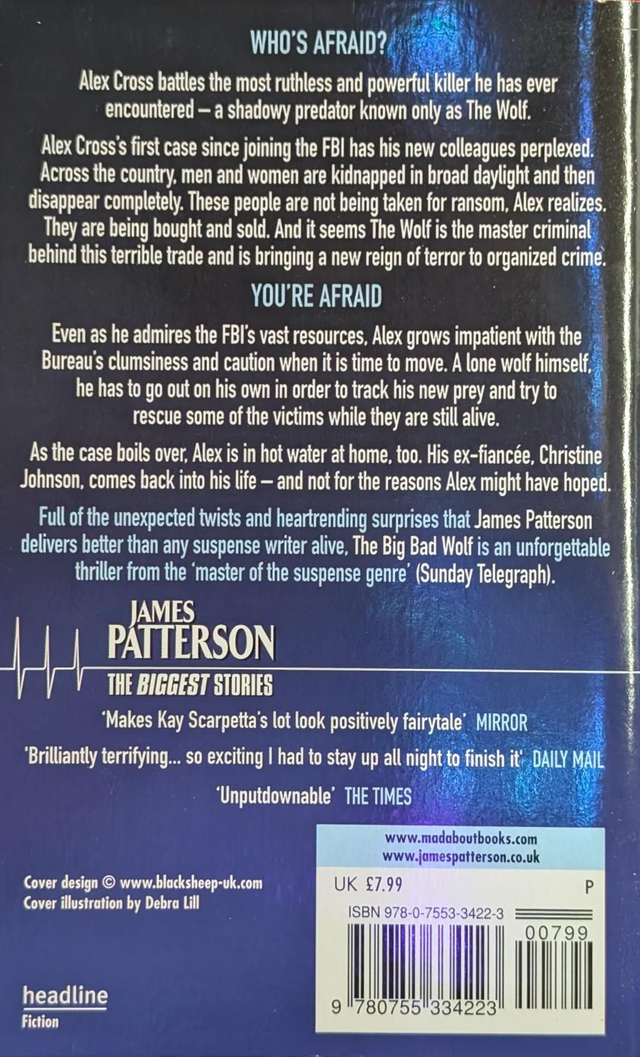 WHO'S AFRAID?
Alex Cross battles the most ruthless and powerful killer he has ever
encountered – a shadowy predator known only as The Wolf.
Alex Cross's first case since joining the FBI has his new colleagues perplexed.
Across the country, men and women are kidnapped in broad daylight and then
disappear completely. These people are not being taken for ransom, Alex realizes.
They are being bought and sold. And it seems The Wolf is the master criminal
behind this terrible trade and is bringing a new reign of terror to organized crime.
YOU'RE AFRAID
Even as he admires the FBI's vast resources, Alex grows impatient with the
Bureau's clumsiness and caution when it is time to move. A lone wolf himself,
he has to go out on his own in order to track his new prey and try to
rescue some of the victims while they are still alive.
As the case boils over, Alex is in hot water at home, too. His ex-fiancée, Christine
Johnson, comes back into his life – and not for the reasons Alex might have hoped.
Full of the unexpected twists and heartrending surprises that James Patterson
delivers better than any suspense writer alive, The Big Bad Wolf is an unforgettable
thriller from the 'master of the suspense genre' (Sunday Telegraph).
JAMES
PATTERSON
THE BIGGEST STORIES
'Makes Kay Scarpetta's lot look positively fairytale' MIRROR
'Brilliantly terrifying... so exciting I had to stay up all night to finish it' DAILY MAIL
'Unputdownable' THE TIMES
www.madaboutbooks.com
www.jamespatterson.co.uk
UK £7.99 P
ISBN 978-0-7553-3422-3
00799
9 780755 334223
Cover design © www.blacksheep-uk.com
Cover illustration by Debra Lill
headline
Fiction